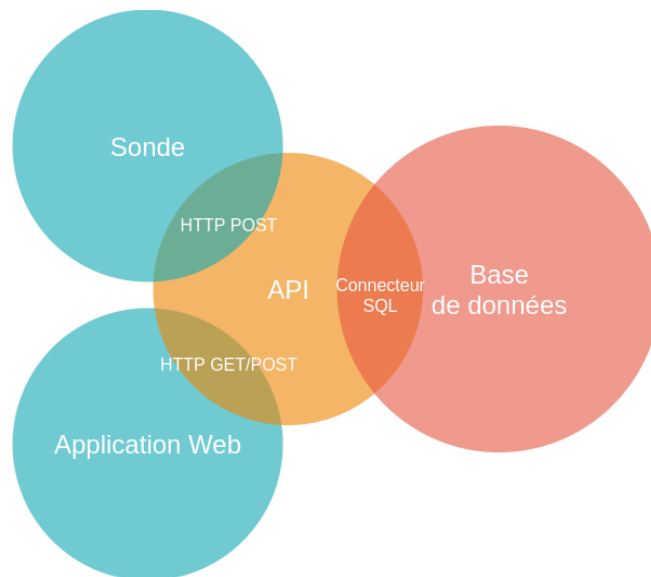 Sonde
HTTP POST
API
Connecteur
SQL
Base
de données
HTTP GET/POST
Application Web